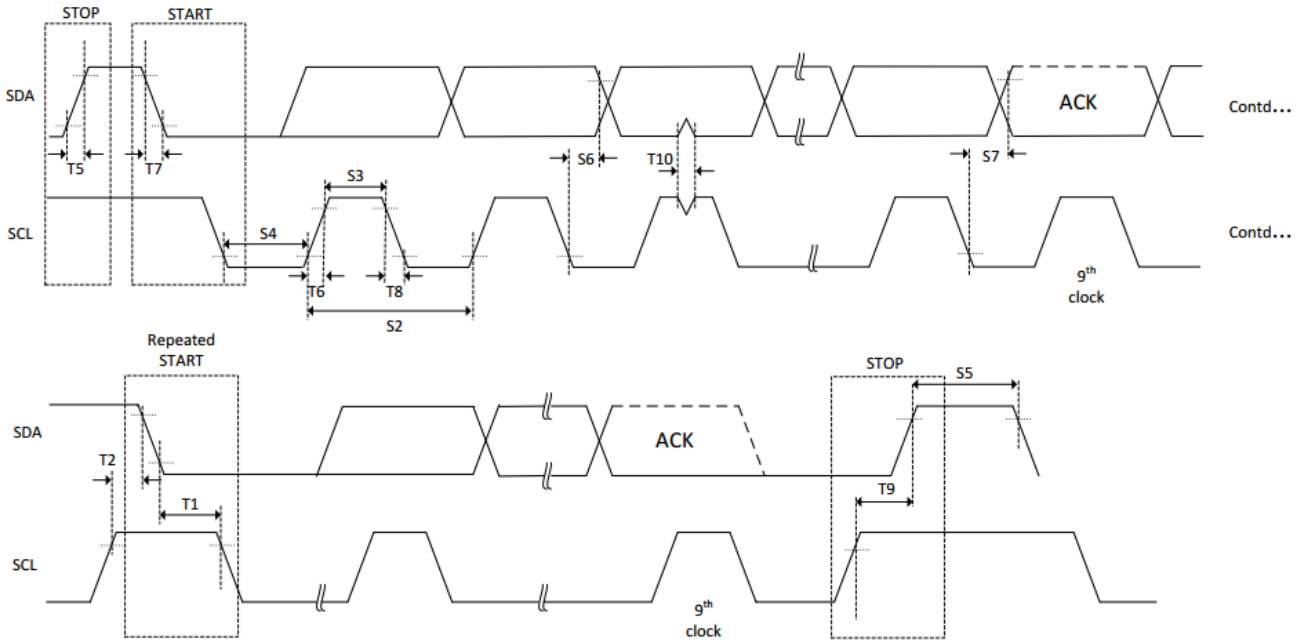 STOP START
SDA ACK Contd...
T5 T7 S6 T10 S7
S3
SCL S4 Contd...
T6 T8
S2
9th
clock
Repeated
START STOP
S5
SDA ACK
T2
T1 T9
SCL
9th
clock